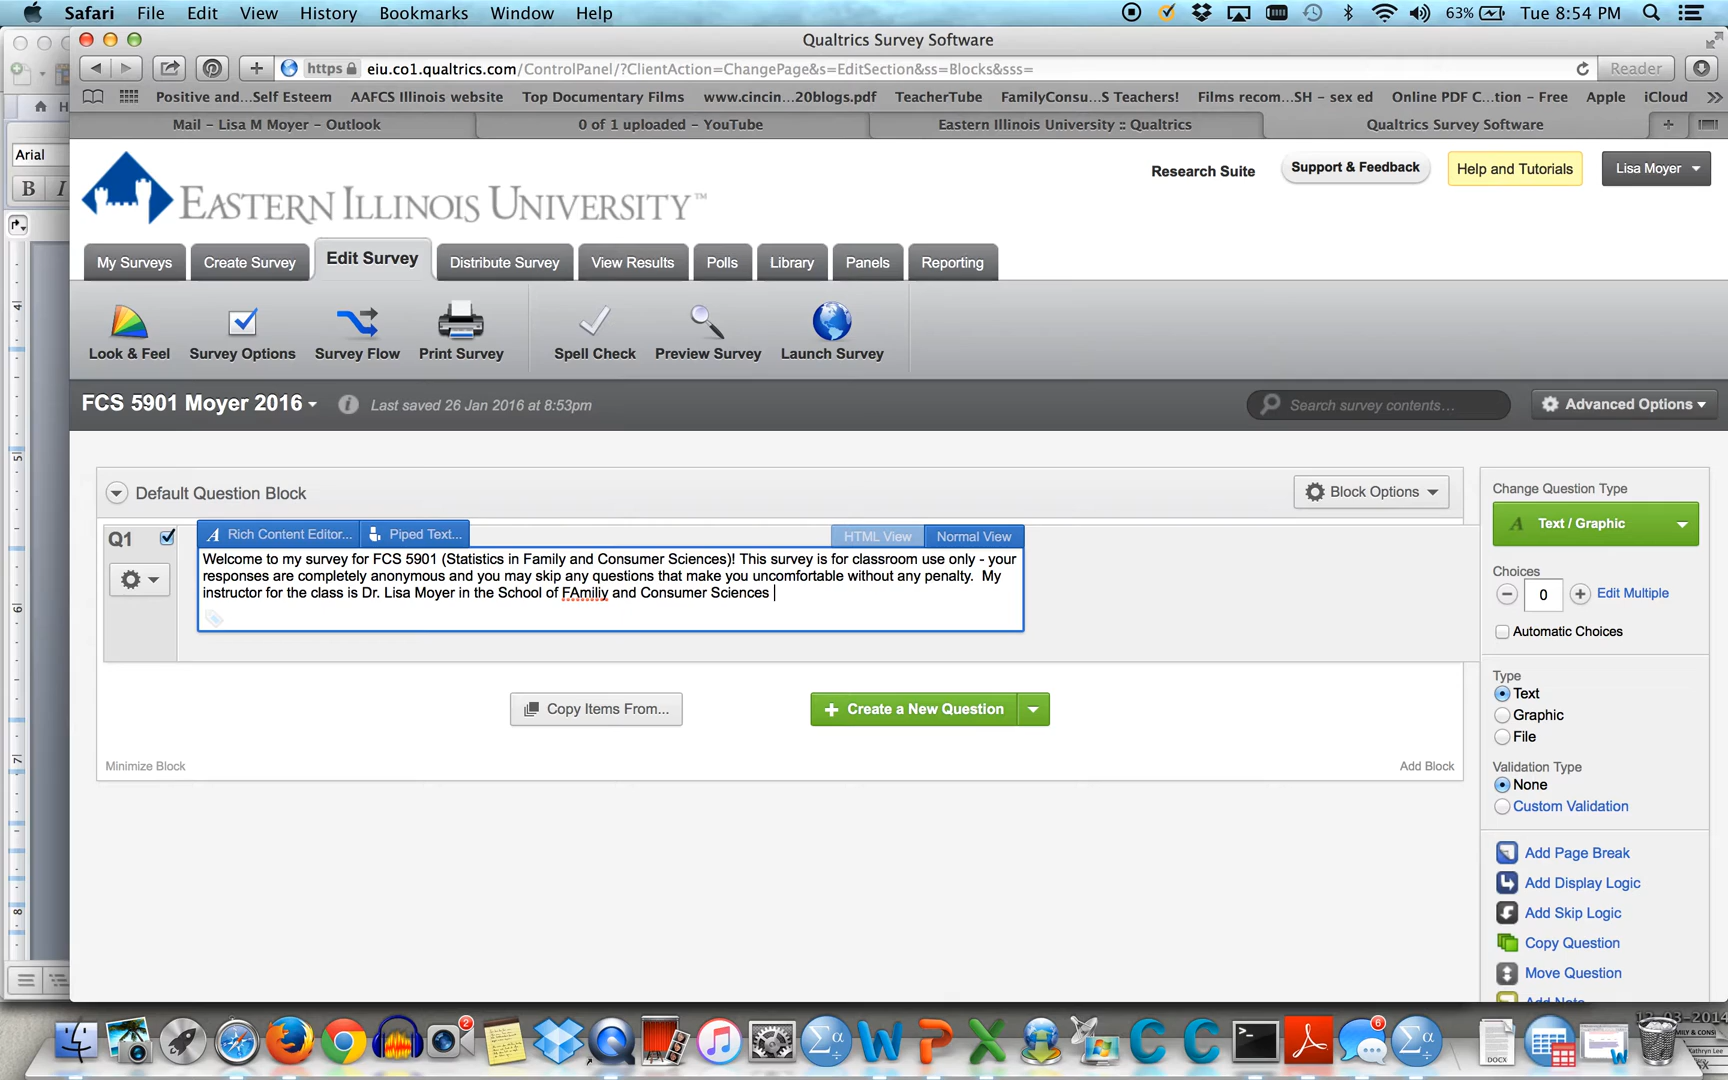 Safari File Edit View History Bookmarks Window Help 63% Tue 8:54 PM
Qualtrics Survey Software
https eiu.co1.qualtrics.com/ControlPanel/?ClientAction=ChangePage&s=EditSection&ss=Blocks&sss= Reader
Positive and...Self Esteem AAFCS Illinois website Top Documentary Films www.cincin...20blogs.pdf TeacherTube FamilyConsu...S Teachers! Films recom...SH - sex ed Online PDF C...tion - Free Apple iCloud
Mail – Lisa M Moyer – Outlook 0 of 1 uploaded – YouTube Eastern Illinois University :: Qualtrics Qualtrics Survey Software
Arial
B I
EASTERN ILLINOIS UNIVERSITY™
Research Suite Support & Feedback Help and Tutorials Lisa Moyer
My Surveys Create Survey Edit Survey Distribute Survey View Results Polls Library Panels Reporting
Look & Feel Survey Options Survey Flow Print Survey Spell Check Preview Survey Launch Survey
FCS 5901 Moyer 2016 Last saved 26 Jan 2016 at 8:53pm Search survey contents... Advanced Options
Default Question Block Block Options
Q1 Rich Content Editor... Piped Text... HTML View Normal View
Welcome to my survey for FCS 5901 (Statistics in Family and Consumer Sciences)! This survey is for classroom use only - your
responses are completely anonymous and you may skip any questions that make you uncomfortable without any penalty. My
instructor for the class is Dr. Lisa Moyer in the School of FAmiliy and Consumer Sciences
Copy Items From... Create a New Question
Minimize Block Add Block
Change Question Type
Text / Graphic
Choices
0 Edit Multiple
Automatic Choices
Type
Text
Graphic
File
Validation Type
None
Custom Validation
Add Page Break
Add Display Logic
Add Skip Logic
Copy Question
Move Question
Add Note
4
5
6
7
8
2
6
DOCX